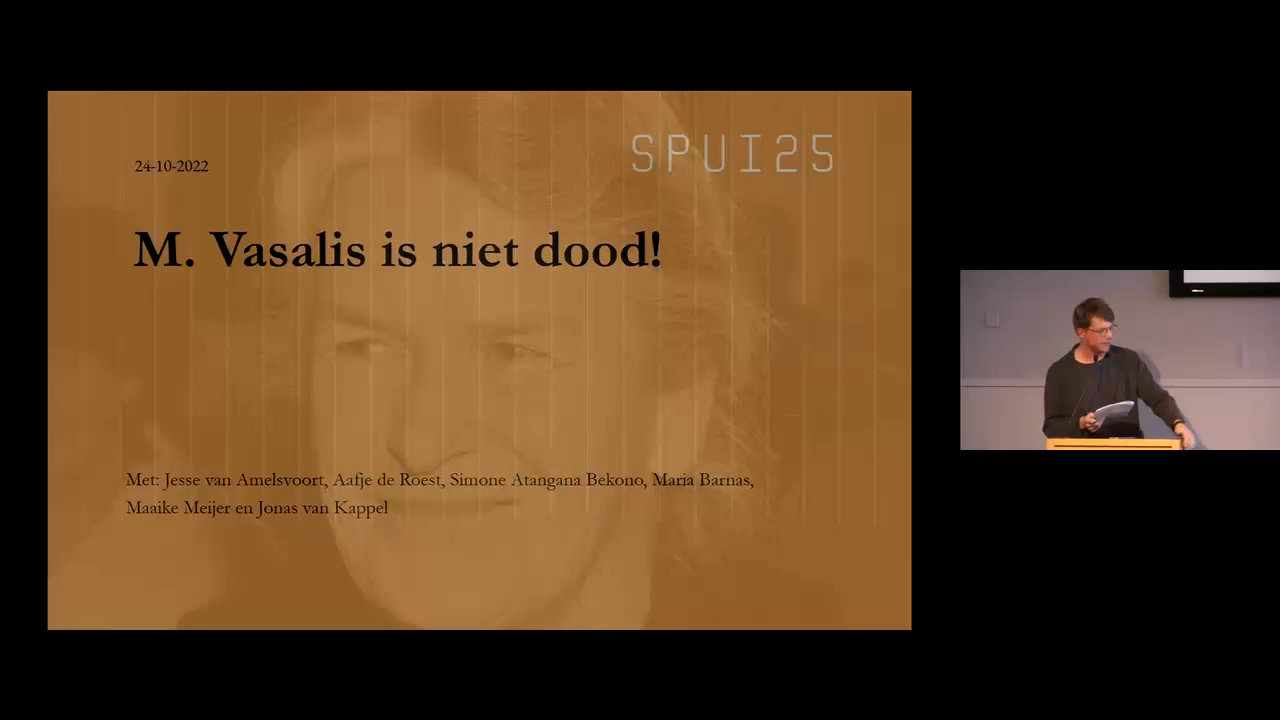 SPUI25
24-10-2022
M. Vasalis is niet dood!
Met: Jesse van Amelsvoort, Aafje de Roest, Simone Atangana Bekono, Maria Barnas,
Maaike Meijer en Jonas van Kappel